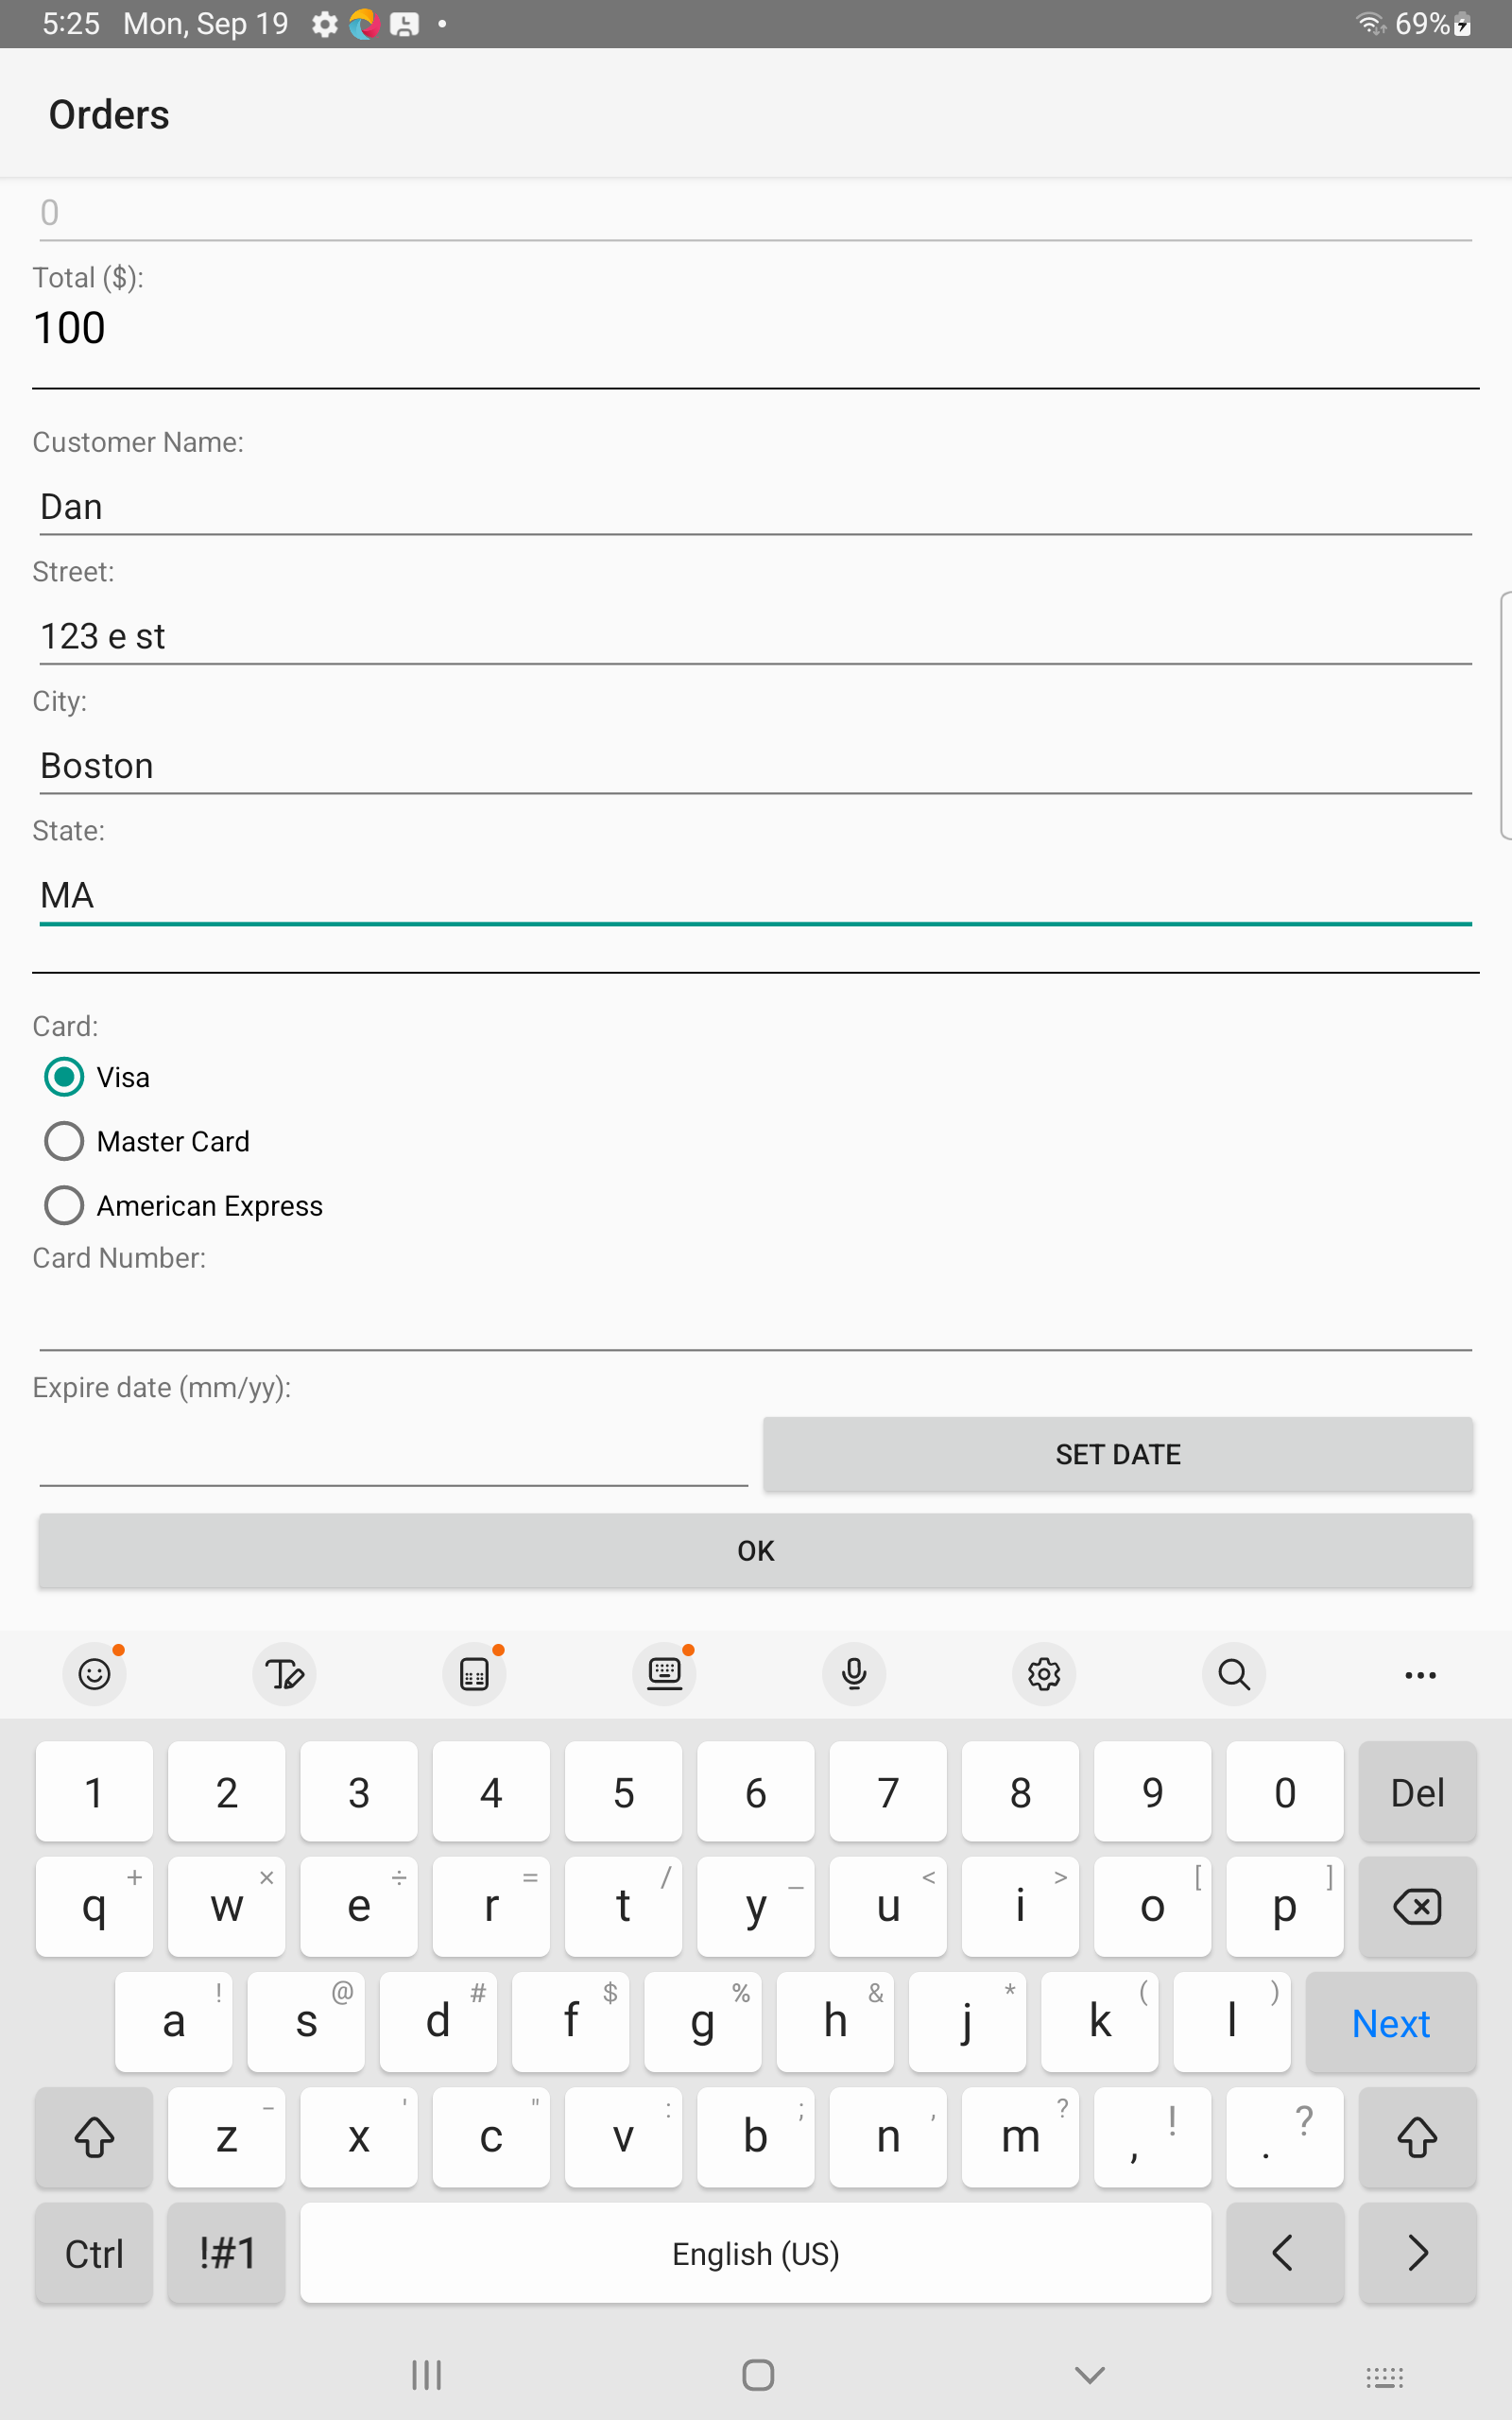 5:25 Mon, Sep 19 69%
Orders
0
Total ($):
100
Customer Name:
Dan
Street:
123 e st
City:
Boston
State:
MA
Card:
Visa
Master Card
American Express
Card Number:
Expire date (mm/yy):
SET DATE
OK
1 2 3 4 5 6 7 8 9 0 Del
q + w × e ÷ r = t / y _ u < i > o [ p ]
a ! s @ d # f $ g % h & j * k ( l ) Next
z - x ' c " v : b ; n , m ? , ! . ?
Ctrl !#1 English (US) < >